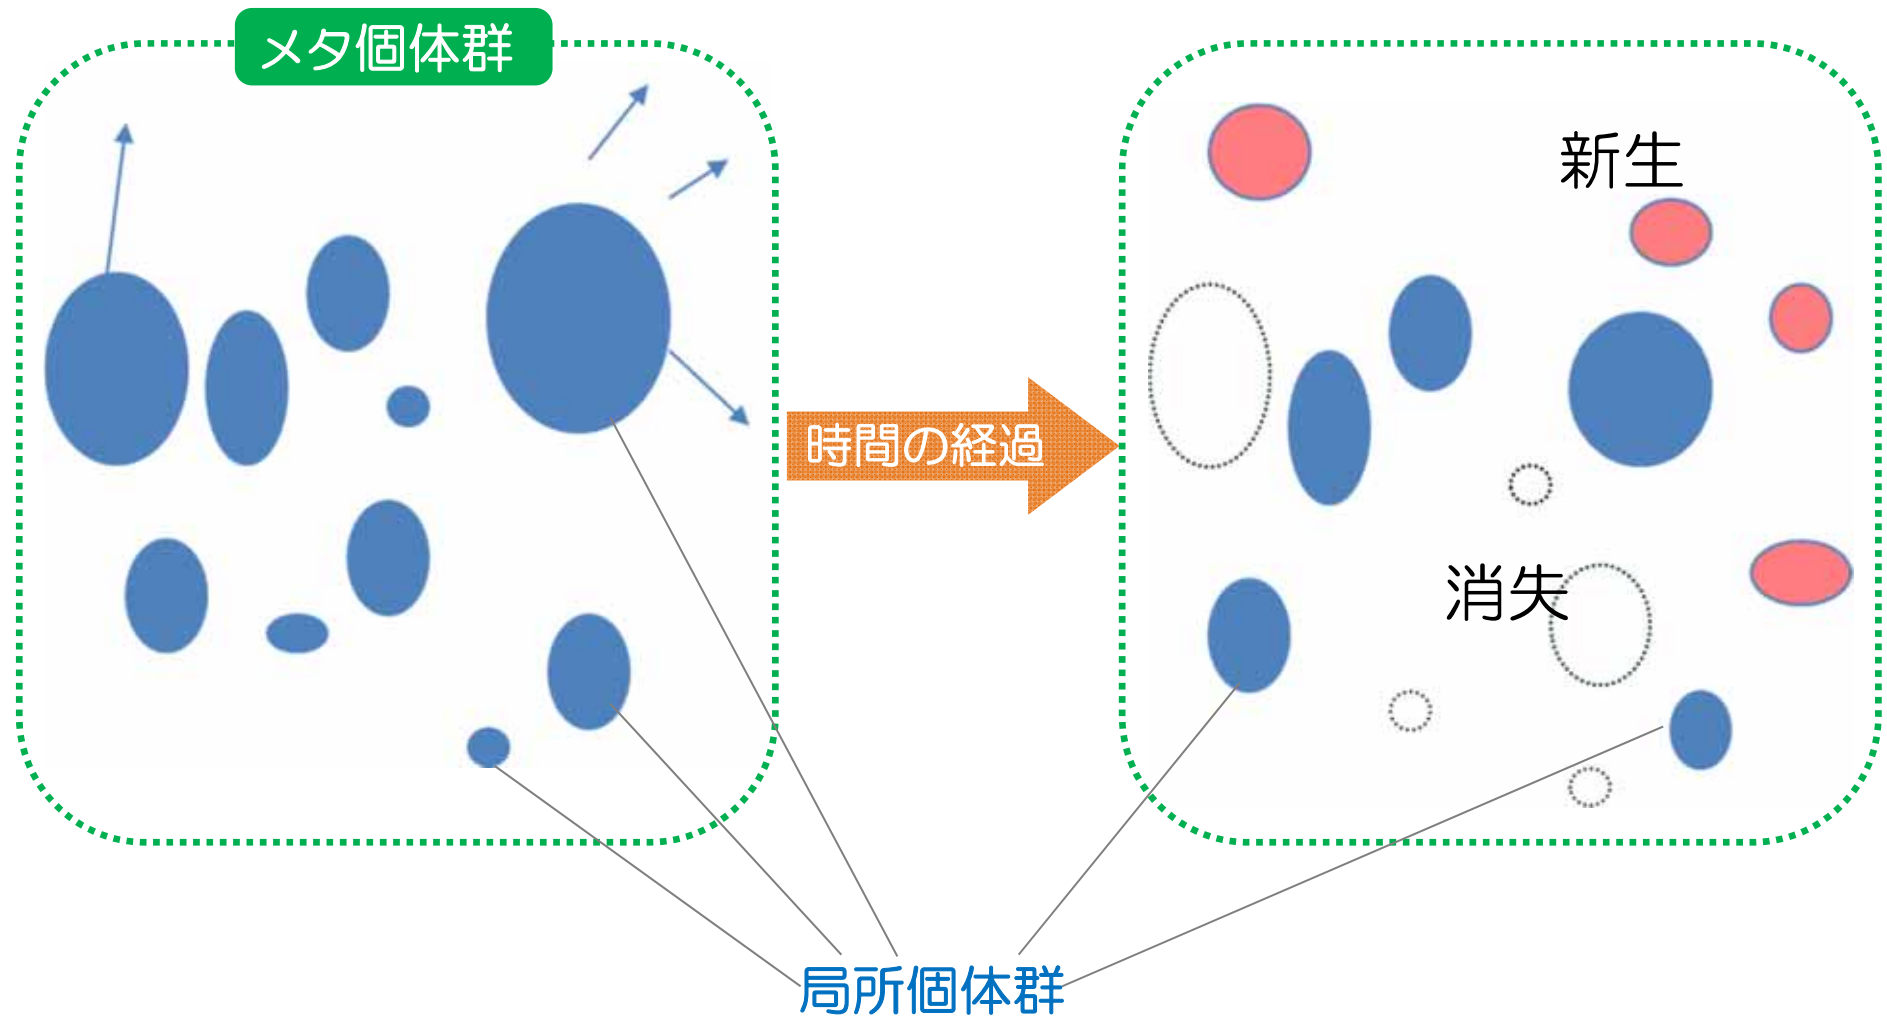 メタ個体群
新生
時間の経過
消失
局所個体群